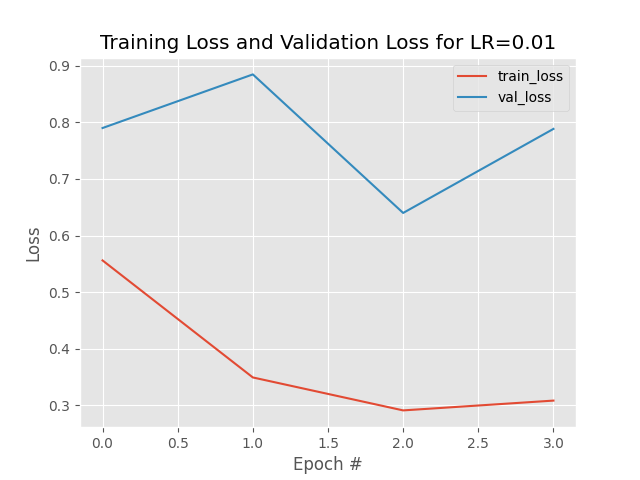 Training Loss and Validation Loss for LR=0.01
train_loss
val_loss
0.9
0.8
0.7
0.6
0.5
0.4
0.3
Loss
0.0 0.5 1.0 1.5 2.0 2.5 3.0
Epoch #